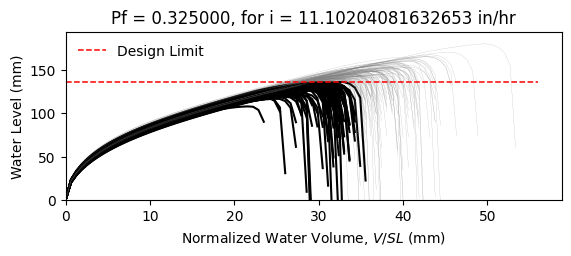 Pf = 0.325000, for i = 11.10204081632653 in/hr
Design Limit
Water Level (mm)
150
100
50
0
0 10 20 30 40 50
Normalized Water Volume, V/SL (mm)